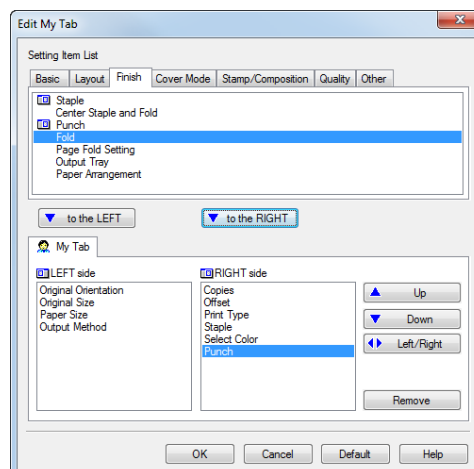 Edit My Tab
Setting Item List
Basic Layout Finish Cover Mode Stamp/Composition Quality Other
Staple
Center Staple and Fold
Punch
Fold
Page Fold Setting
Output Tray
Paper Arrangement
to the LEFT to the RIGHT
My Tab
LEFT side RIGHT side
Original Orientation Copies
Original Size Offset
Paper Size Print Type
Output Method Staple
Select Color
Punch
Up
Down
Left/Right
Remove
OK Cancel Default Help